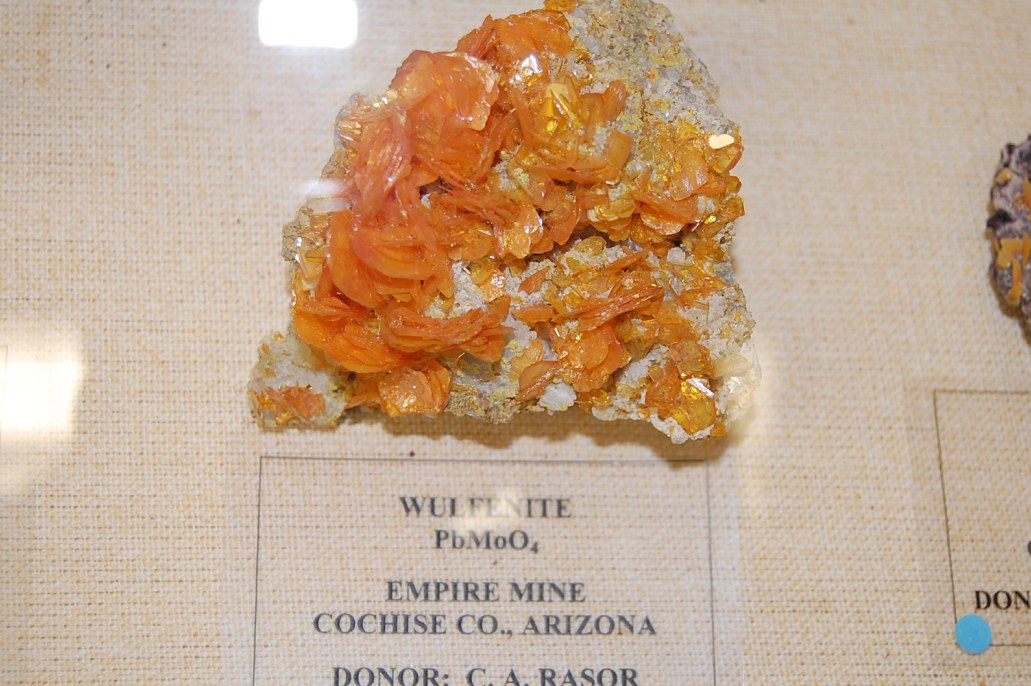 WULFENITE
PbMoO₄
EMPIRE MINE
COCHISE CO., ARIZONA
DONOR: C. A. RASOR
DON